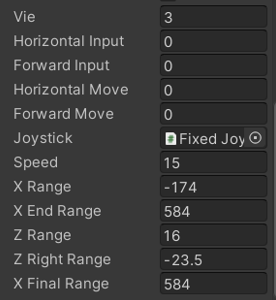 Vie 3
Horizontal Input 0
Forward Input 0
Horizontal Move 0
Forward Move 0
Joystick Fixed Joy
Speed 15
X Range -174
X End Range 584
Z Range 16
Z Right Range -23.5
X Final Range 584